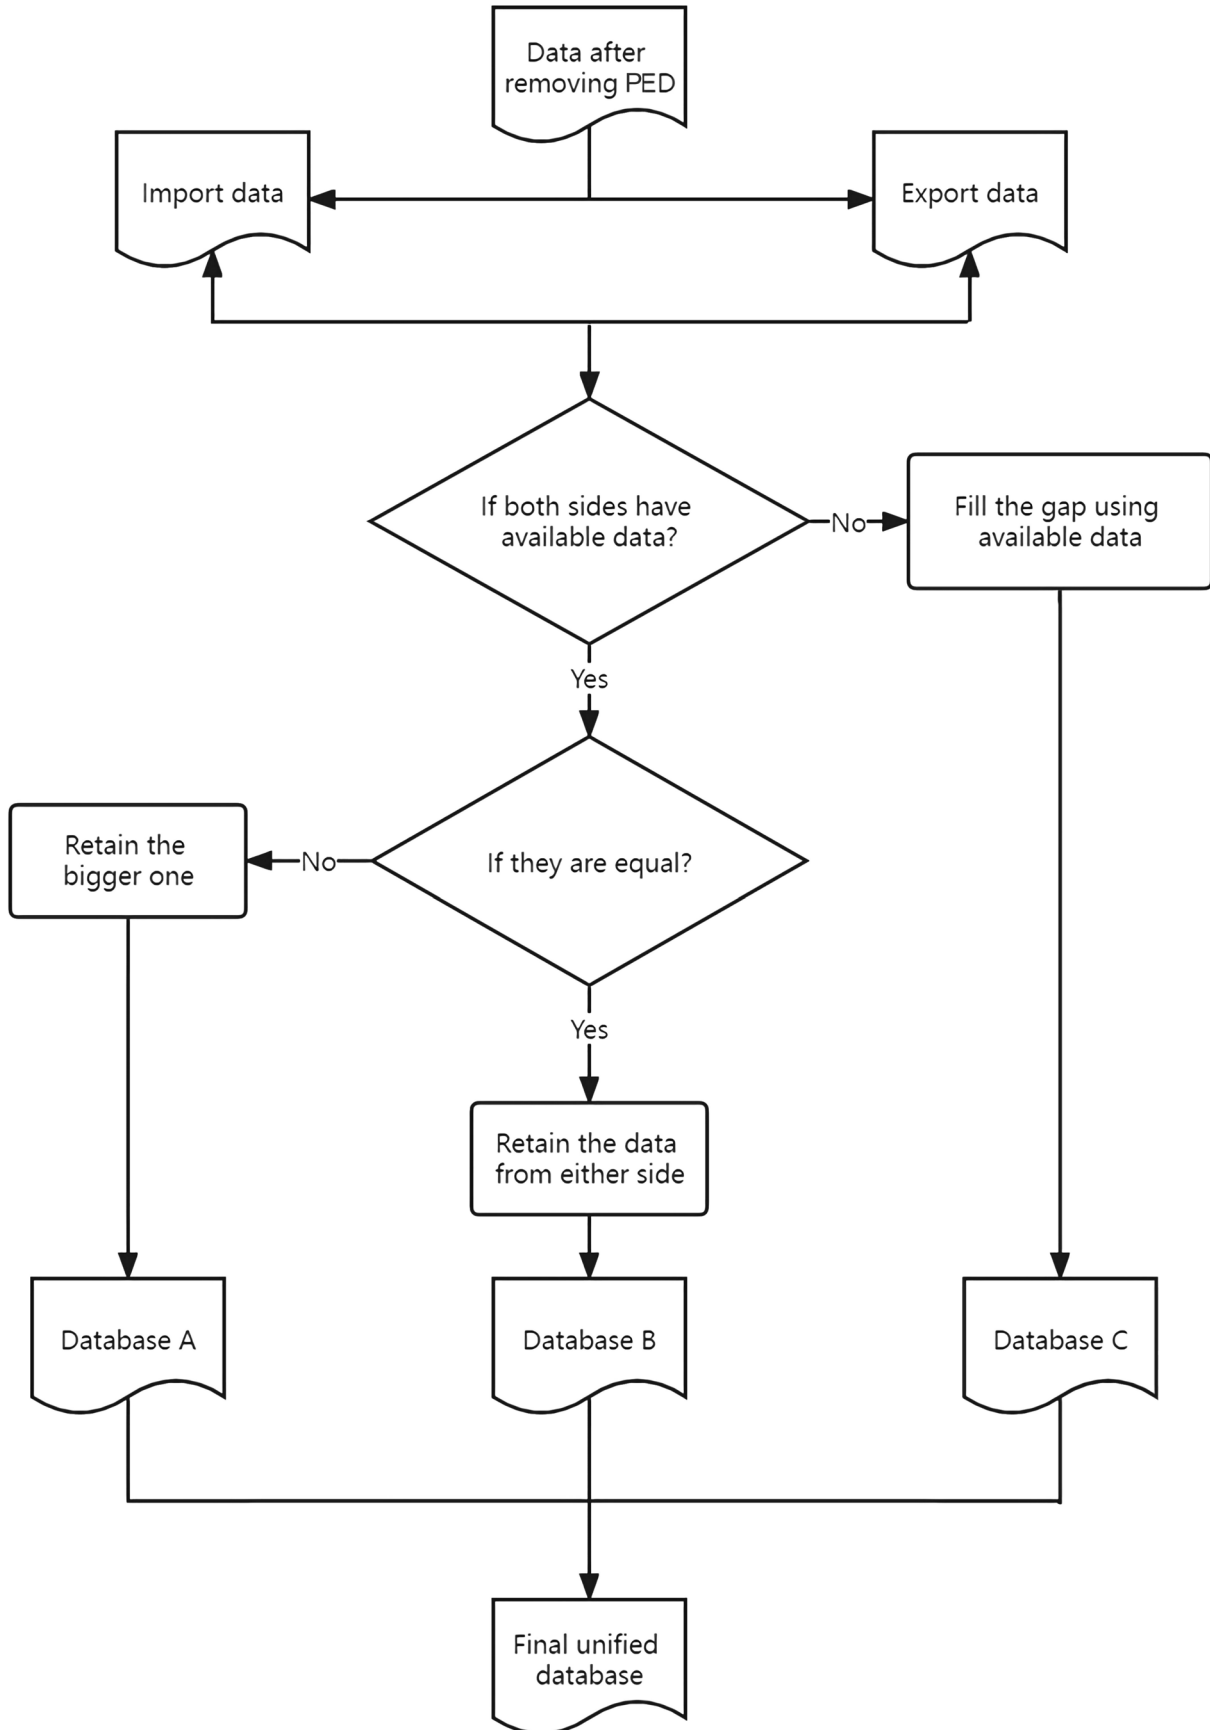 Data after
removing PED
Import data
Export data
If both sides have
available data?
No
Fill the gap using
available data
Yes
Retain the
bigger one
No
If they are equal?
Yes
Retain the data
from either side
Database A
Database B
Database C
Final unified
database